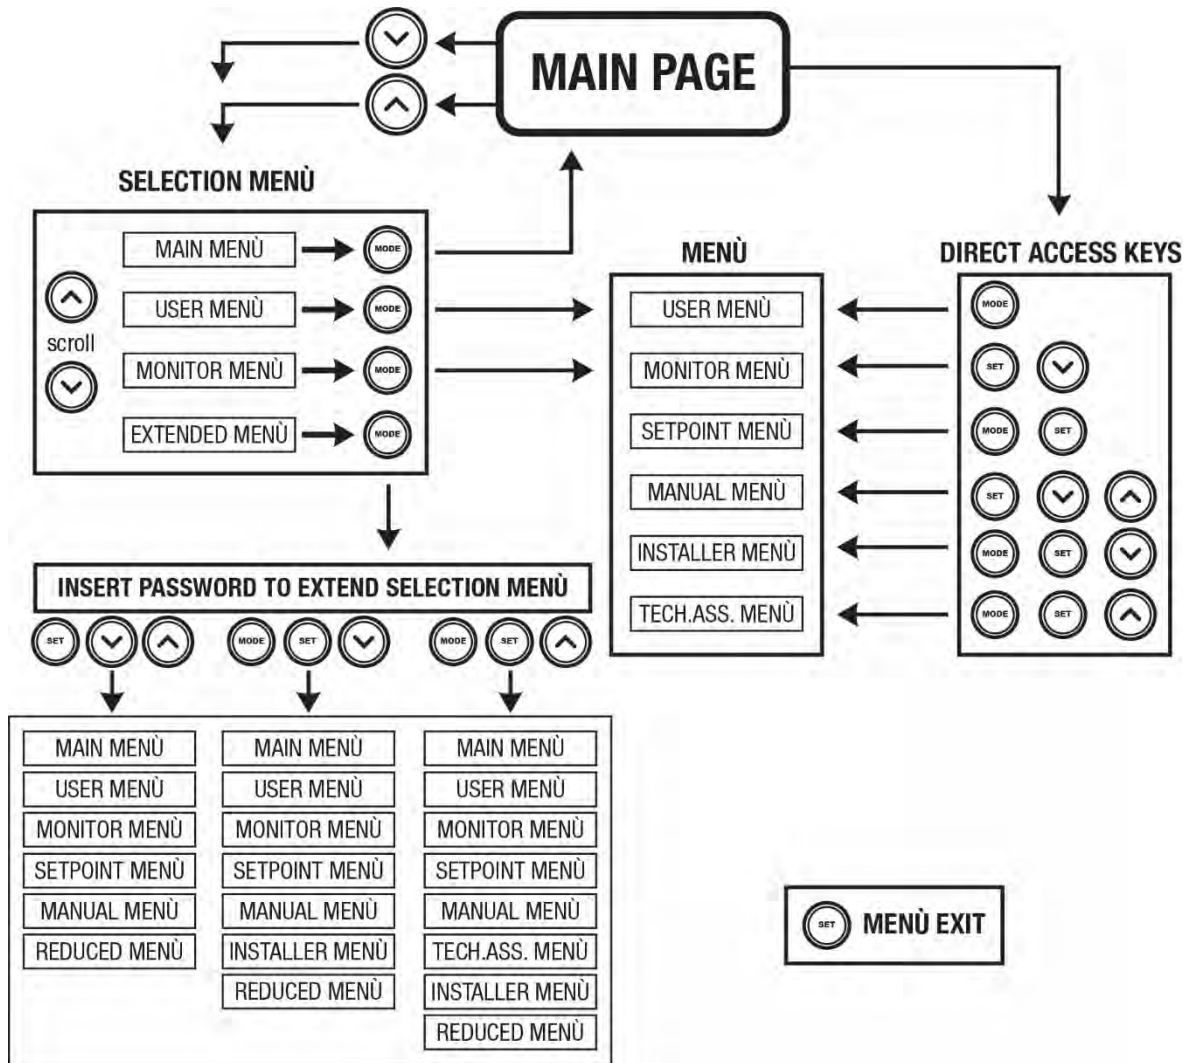 MAIN PAGE
SELECTION MENÙ
MAIN MENÙ MODE
USER MENÙ MODE
scroll
MONITOR MENÙ MODE
EXTENDED MENÙ MODE
MENÙ
USER MENÙ
MONITOR MENÙ
SETPOINT MENÙ
MANUAL MENÙ
INSTALLER MENÙ
TECH.ASS. MENÙ
DIRECT ACCESS KEYS
MODE
SET
MODE SET
SET
MODE SET
MODE SET
INSERT PASSWORD TO EXTEND SELECTION MENÙ
SET MODE SET MODE SET
MAIN MENÙ
USER MENÙ
MONITOR MENÙ
SETPOINT MENÙ
MANUAL MENÙ
REDUCED MENÙ
MAIN MENÙ
USER MENÙ
MONITOR MENÙ
SETPOINT MENÙ
MANUAL MENÙ
INSTALLER MENÙ
REDUCED MENÙ
MAIN MENÙ
USER MENÙ
MONITOR MENÙ
SETPOINT MENÙ
MANUAL MENÙ
TECH.ASS. MENÙ
INSTALLER MENÙ
REDUCED MENÙ
SET MENÙ EXIT